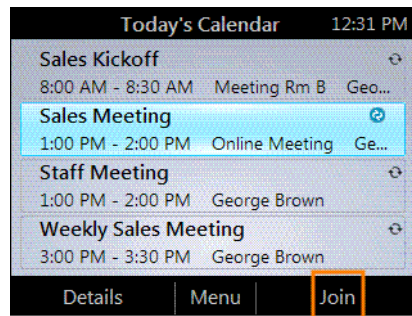 Today's Calendar 12:31 PM
Sales Kickoff
8:00 AM - 8:30 AM Meeting Rm B Geo...
Sales Meeting
1:00 PM - 2:00 PM Online Meeting Ge...
Staff Meeting
1:00 PM - 2:00 PM George Brown
Weekly Sales Meeting
3:00 PM - 3:30 PM George Brown
Details Menu Join